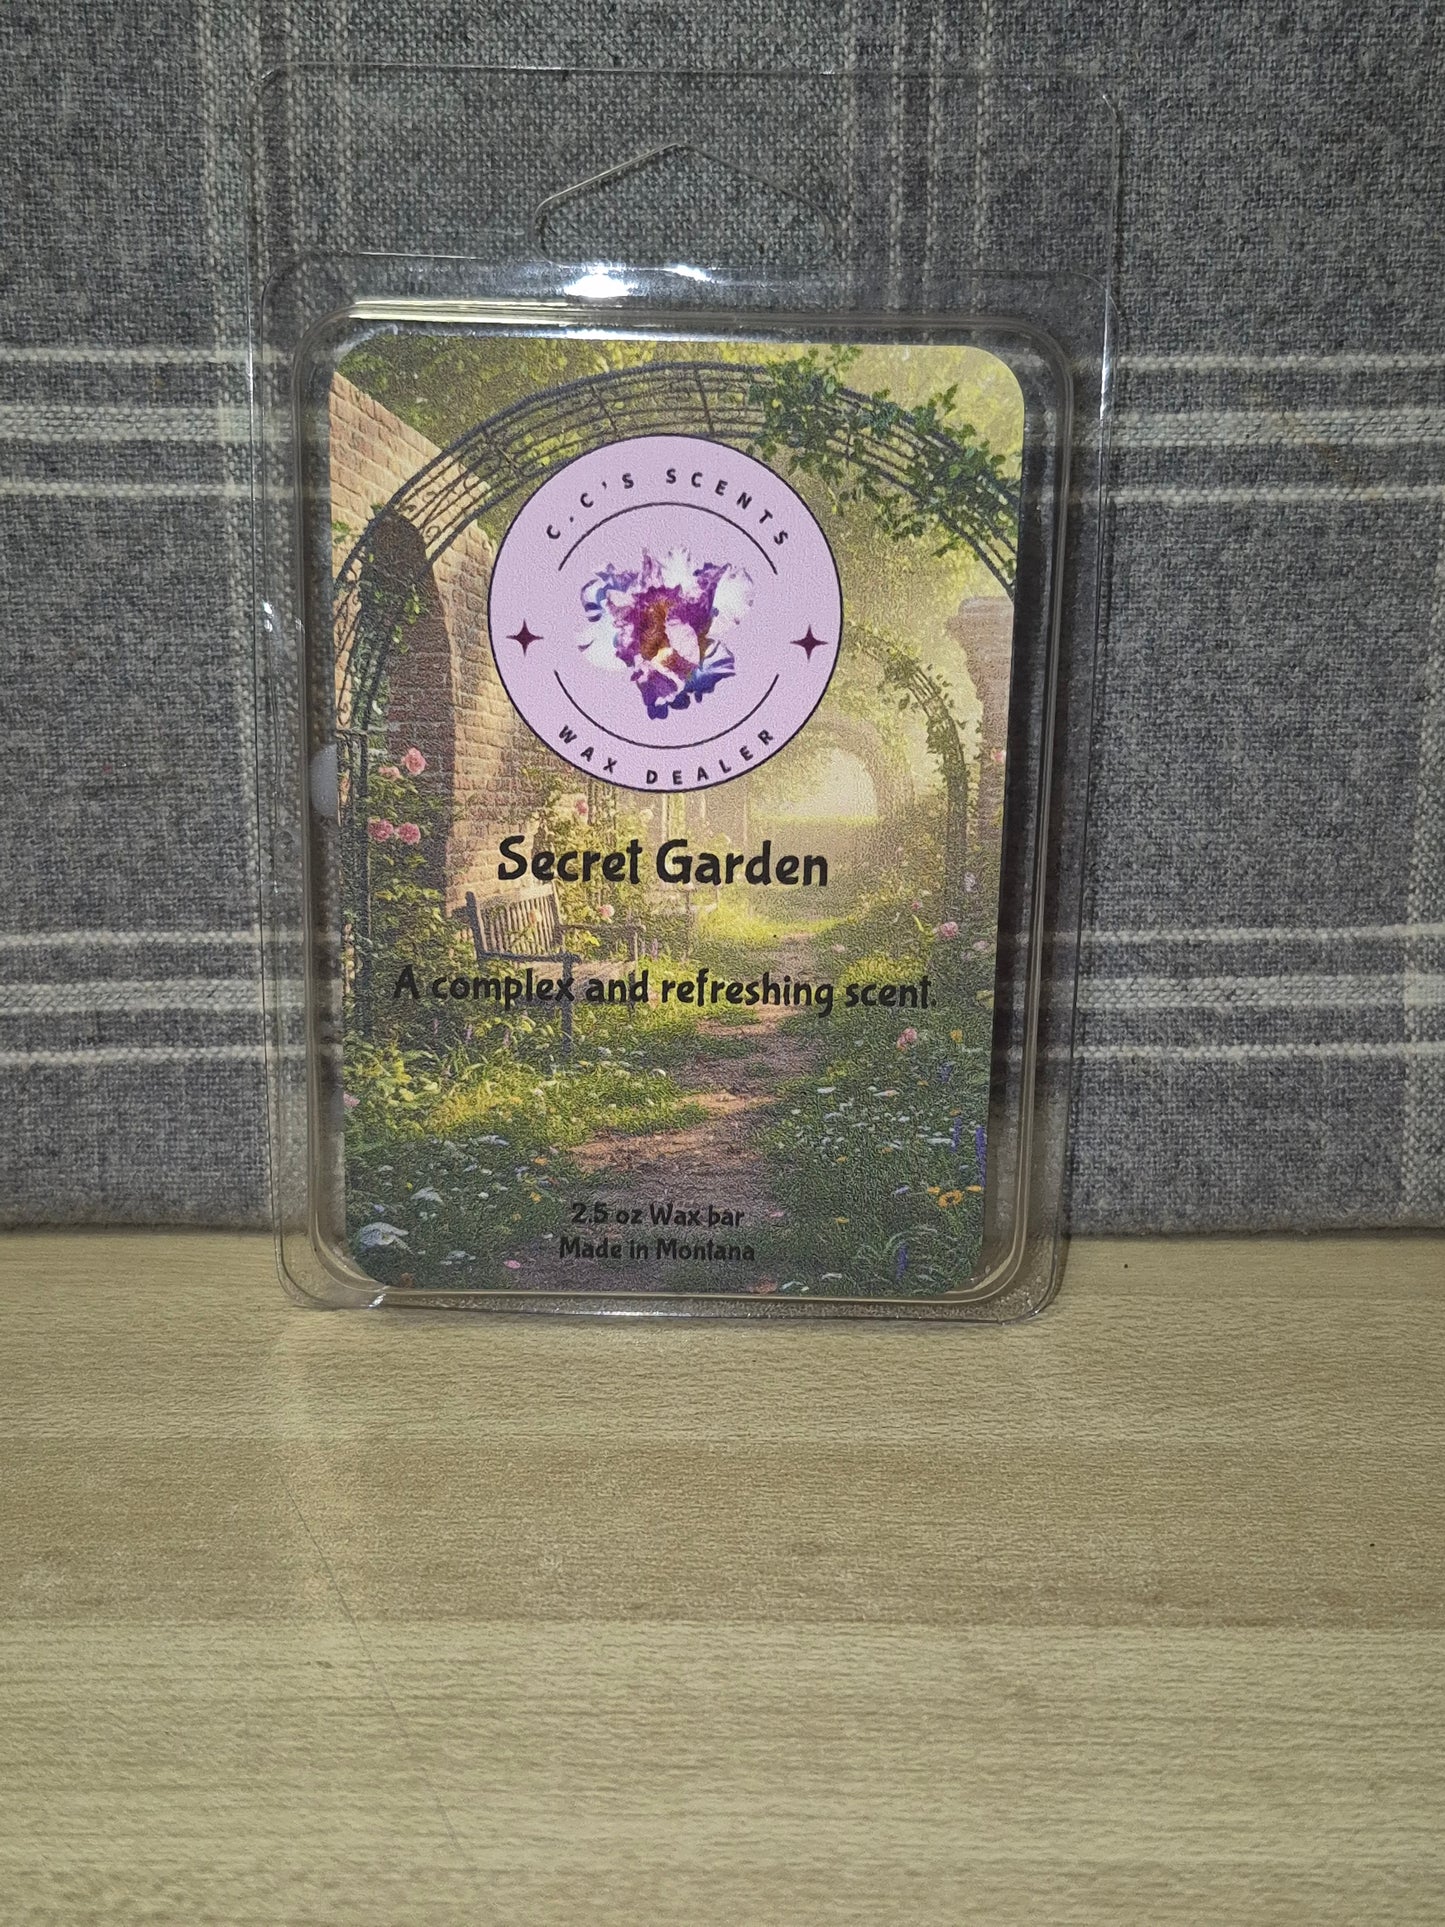 C.C'S SCENTS
WAX DEALER
Secret Garden
A complex and refreshing scent.
2.5 oz Wax bar
Made in Montana